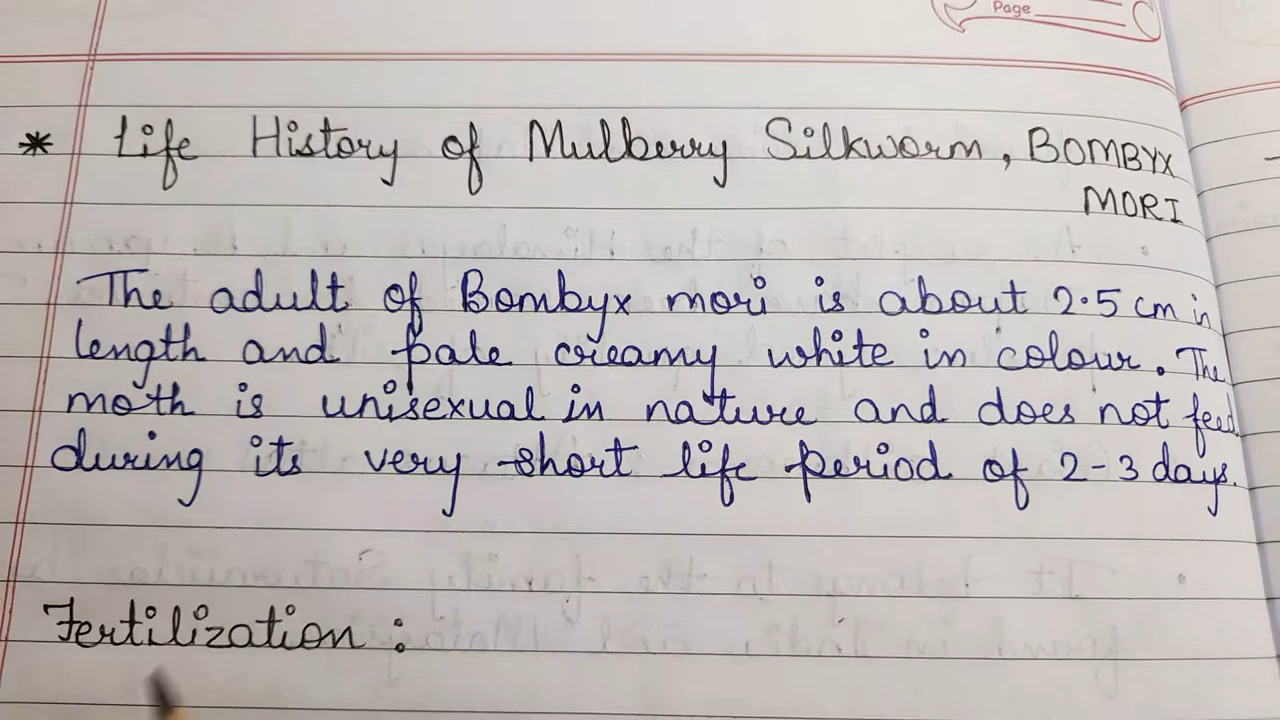 Page
* Life History of Mulberry Silkworm, BOMBYX
MORI
The adult of Bombyx mori is about 2.5 cm in
length and pale creamy white in colour. The
moth is unisexual in nature and does not feed
during its very short life period of 2-3 days.
Fertilization :